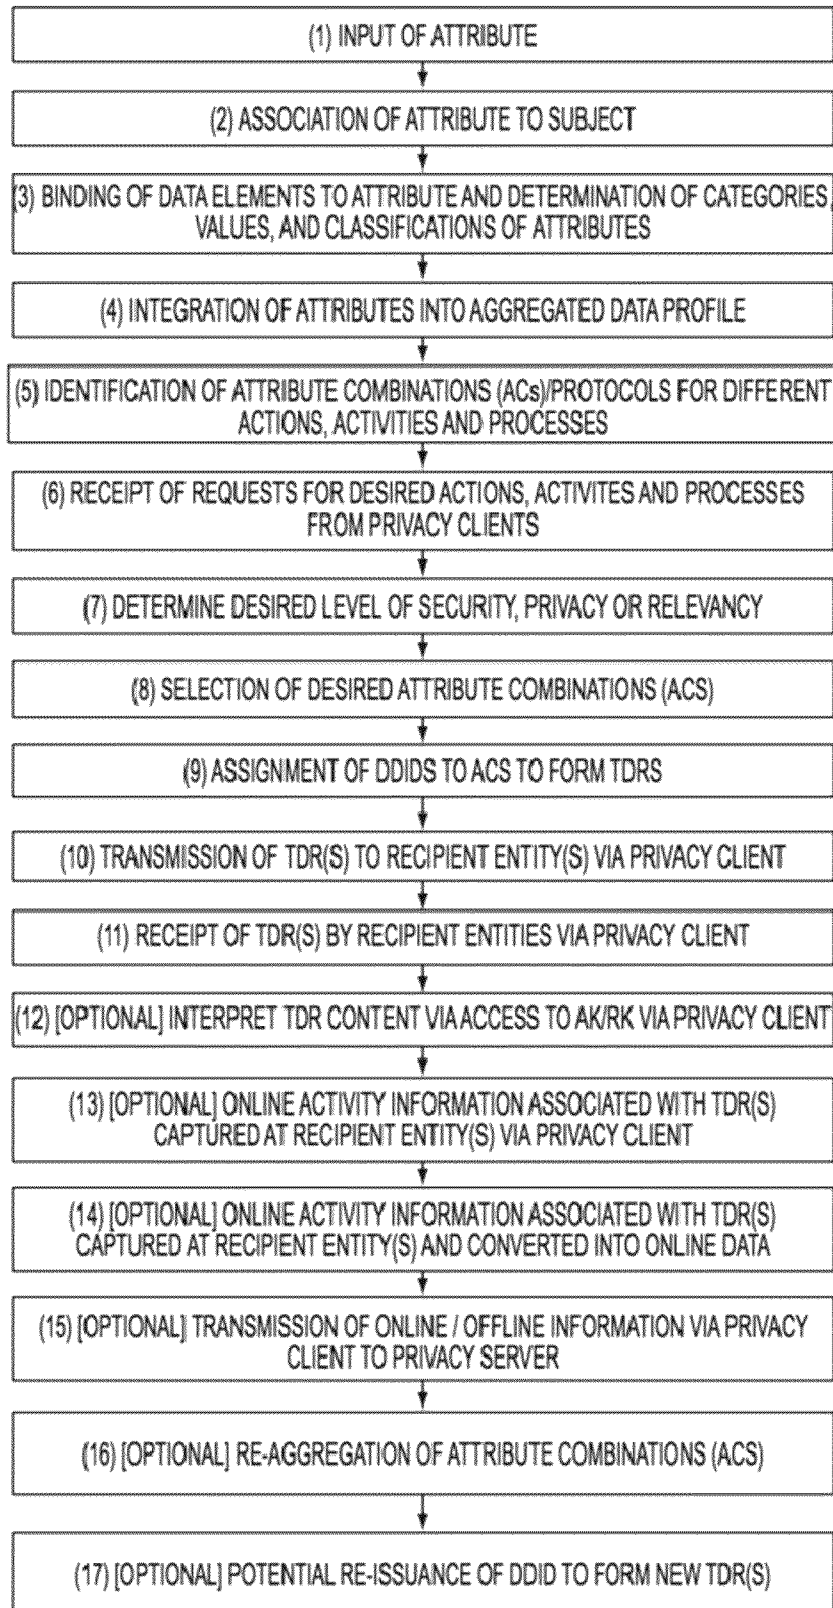 (1) INPUT OF ATTRIBUTE
(2) ASSOCIATION OF ATTRIBUTE TO SUBJECT
(3) BINDING OF DATA ELEMENTS TO ATTRIBUTE AND DETERMINATION OF CATEGORIES,
VALUES, AND CLASSIFICATIONS OF ATTRIBUTES
(4) INTEGRATION OF ATTRIBUTES INTO AGGREGATED DATA PROFILE
(5) IDENTIFICATION OF ATTRIBUTE COMBINATIONS (ACs)/PROTOCOLS FOR DIFFERENT
ACTIONS, ACTIVITIES AND PROCESSES
(6) RECEIPT OF REQUESTS FOR DESIRED ACTIONS, ACTIVITES AND PROCESSES
FROM PRIVACY CLIENTS
(7) DETERMINE DESIRED LEVEL OF SECURITY, PRIVACY OR RELEVANCY
(8) SELECTION OF DESIRED ATTRIBUTE COMBINATIONS (ACS)
(9) ASSIGNMENT OF DDIDS TO ACS TO FORM TDRS
(10) TRANSMISSION OF TDR(S) TO RECIPIENT ENTITY(S) VIA PRIVACY CLIENT
(11) RECEIPT OF TDR(S) BY RECIPIENT ENTITIES VIA PRIVACY CLIENT
(12) [OPTIONAL] INTERPRET TDR CONTENT VIA ACCESS TO AK/RK VIA PRIVACY CLIENT
(13) [OPTIONAL] ONLINE ACTIVITY INFORMATION ASSOCIATED WITH TDR(S)
CAPTURED AT RECIPIENT ENTITY(S) VIA PRIVACY CLIENT
(14) [OPTIONAL] ONLINE ACTIVITY INFORMATION ASSOCIATED WITH TDR(S)
CAPTURED AT RECIPIENT ENTITY(S) AND CONVERTED INTO ONLINE DATA
(15) [OPTIONAL] TRANSMISSION OF ONLINE / OFFLINE INFORMATION VIA PRIVACY
CLIENT TO PRIVACY SERVER
(16) [OPTIONAL] RE-AGGREGATION OF ATTRIBUTE COMBINATIONS (ACS)
(17) [OPTIONAL] POTENTIAL RE-ISSUANCE OF DDID TO FORM NEW TDR(S)